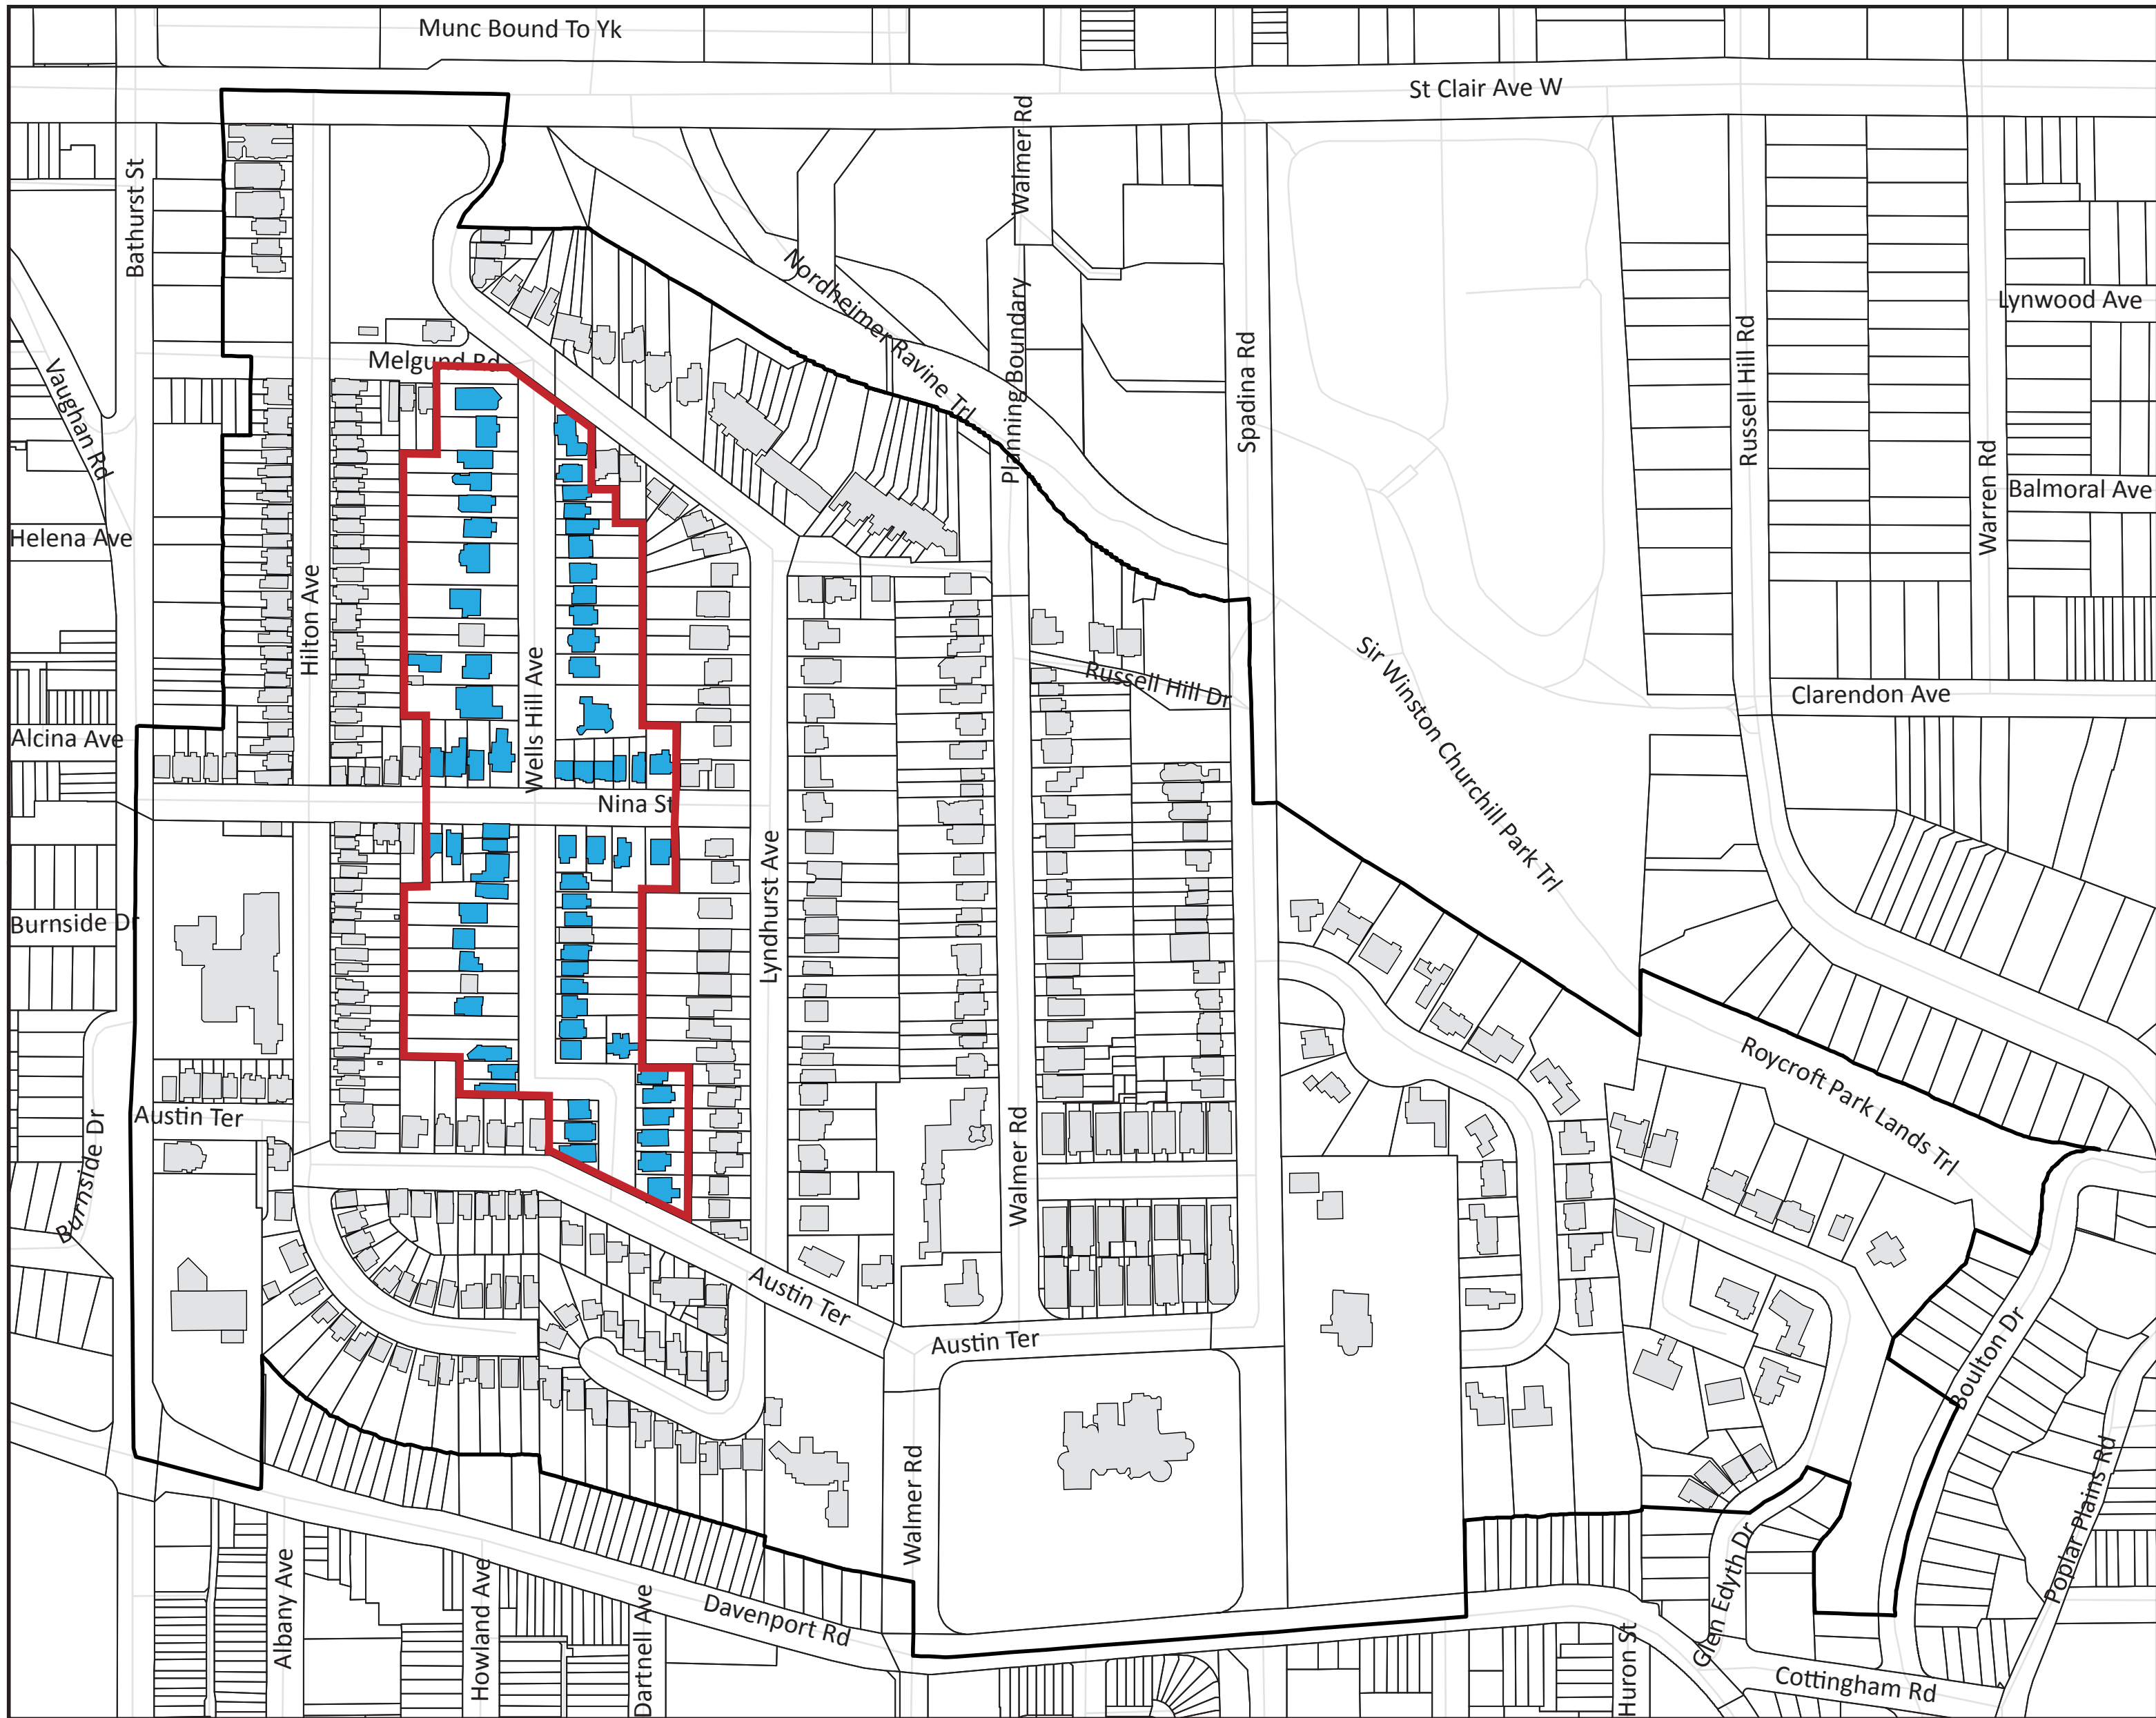 Munc Bound To Yk
St Clair Ave W
Bathurst St
Walmer Rd
Nordheimer Ravine Trl
Planning Boundary
Spadina Rd
Russell Hill Rd
Lynwood Ave
Melgund Rd
Vaughan Rd
Warren Rd
Balmoral Ave
Helena Ave
Hilton Ave
Wells Hill Ave
Russell Hill Dr
Sir Winston Churchill Park Trl
Clarendon Ave
Alcina Ave
Nina St
Lyndhurst Ave
Burnside Dr
Roycroft Park Lands Trl
Austin Ter
Burnside Dr
Walmer Rd
Austin Ter
Austin Ter
Boulton Dr
Walmer Rd
Poplar Plains Rd
Albany Ave
Howland Ave
Dartnell Ave
Davenport Rd
Huron St
Glen Edyth Dr
Cottingham Rd